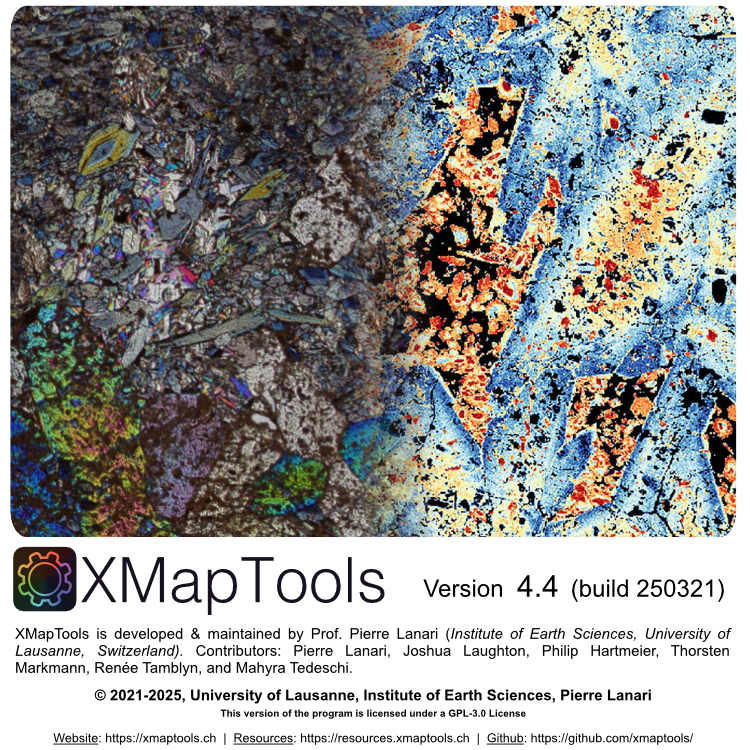 XMapTools Version 4.4 (build 250321)
XMapTools is developed & maintained by Prof. Pierre Lanari (Institute of Earth Sciences, University of
Lausanne, Switzerland). Contributors: Pierre Lanari, Joshua Laughton, Philip Hartmeier, Thorsten
Markmann, Renée Tamblyn, and Mahyra Tedeschi.
© 2021-2025, University of Lausanne, Institute of Earth Sciences, Pierre Lanari
This version of the program is licensed under a GPL-3.0 License
Website: https://xmaptools.ch | Resources: https://resources.xmaptools.ch | Github: https://github.com/xmaptools/